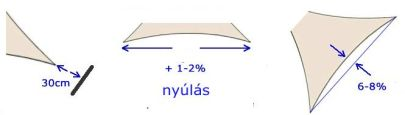 30cm
+ 1-2%
nyúlás
6-8%